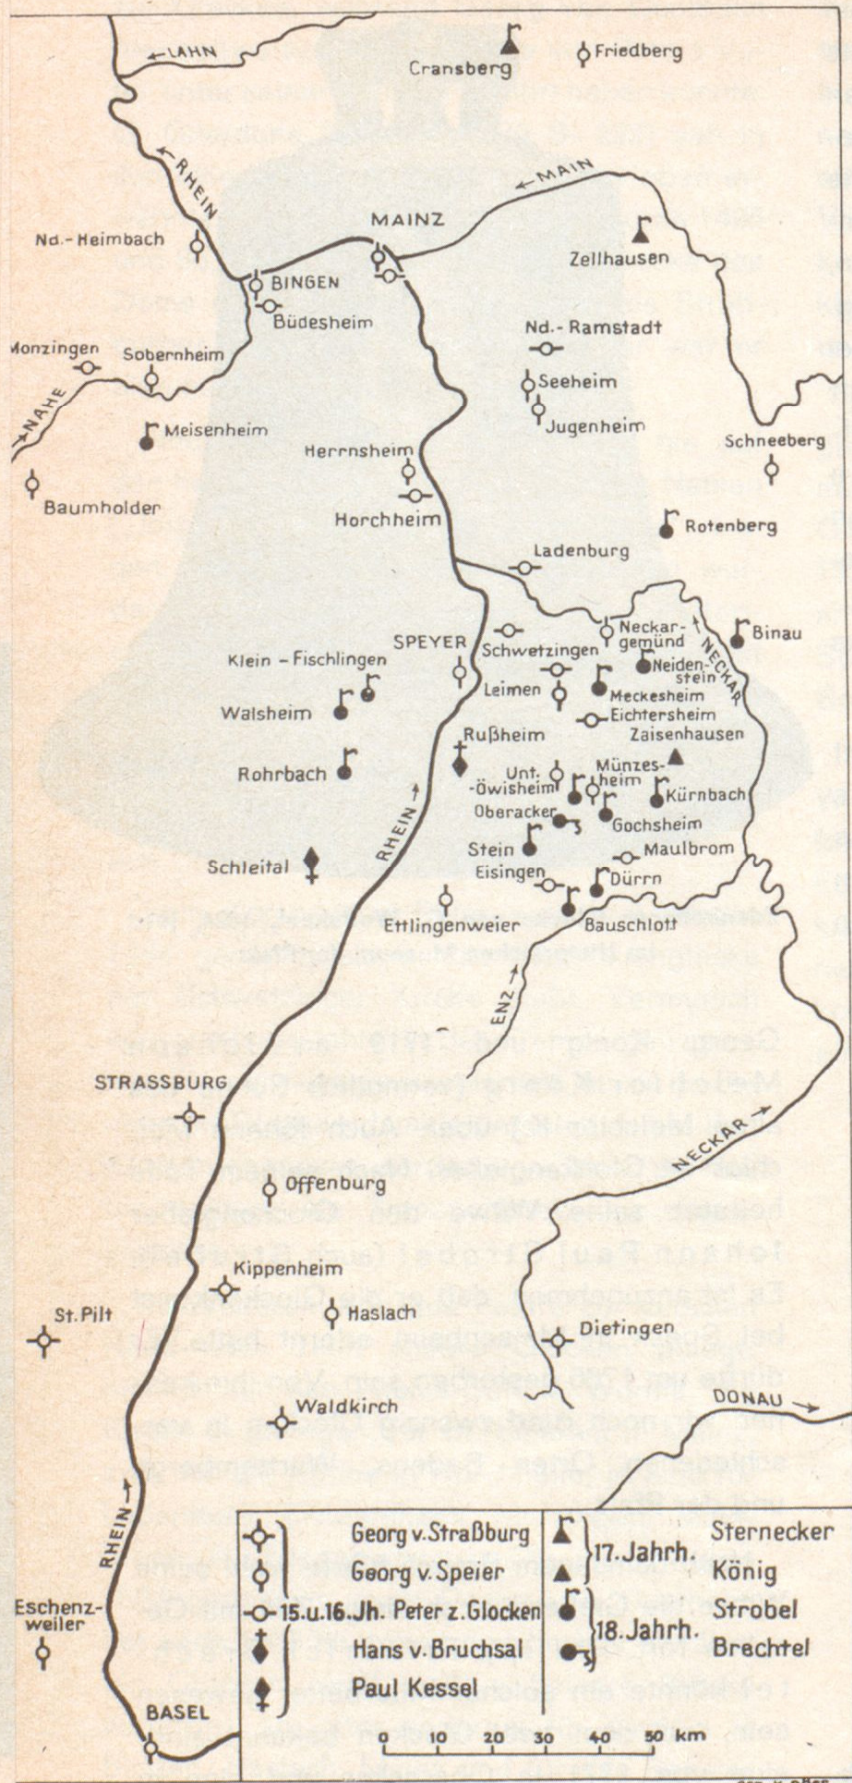 ← LAHN
Cransberg
Friedberg
← RHEIN
← MAIN
MAINZ
Nd.-Heimbach
Zellhausen
BINGEN
Büdesheim
Nd.-Ramstadt
Monzingen
Sobernheim
Seeheim
NAHE
Jugenheim
Meisenheim
Schneeberg
Herrnsheim
Baumholder
Horchheim
Rotenberg
Ladenburg
Neckar-
gemünd
Binau
SPEYER
Schwetzingen
← NECKAR
Klein-Fischlingen
Neiden-
stein
Leimen
Meckesheim
Walsheim
Eichtersheim
Rußheim
Zaisenhausen
Rohrbach
Unt.
-Öwisheim
Münzes-
heim
Kürnbach
Oberacker
Gochsheim
RHEIN →
Stein
Maulbrom
Schleital
Eisingen
Dürrn
Ettlingenweier
Bauschlott
ENZ →
STRASSBURG
NECKAR →
Offenburg
Kippenheim
St. Pilt
Haslach
Dietingen
Waldkirch
DONAU →
RHEIN →
Eschenz-
weiler
BASEL
Georg v. Straßburg
Georg v. Speier
15. u. 16. Jh. Peter z. Glocken
Hans v. Bruchsal
Paul Kessel
17. Jahrh.
Sternecker
König
18. Jahrh.
Strobel
Brechtel
0 10 20 30 40 50 km